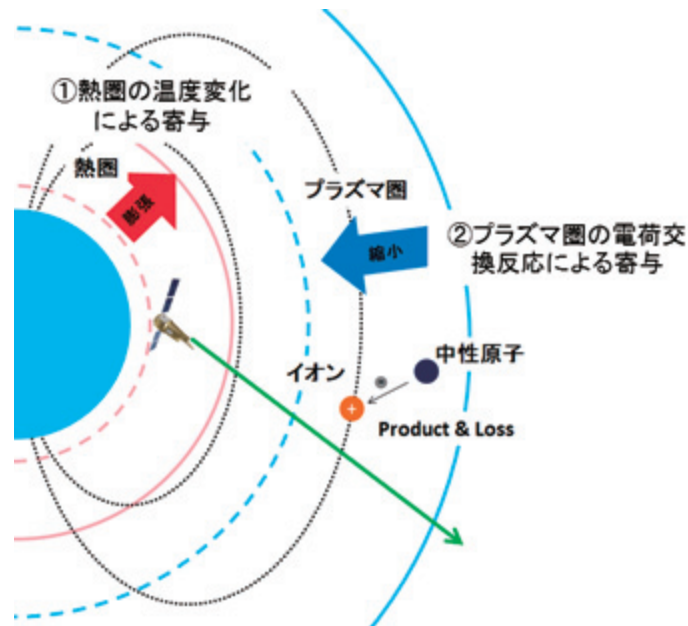 ①熱圏の温度変化
による寄与
熱圏
膨張
プラズマ圏
縮小
②プラズマ圏の電荷交
換反応による寄与
イオン
中性原子
+
-
Product & Loss